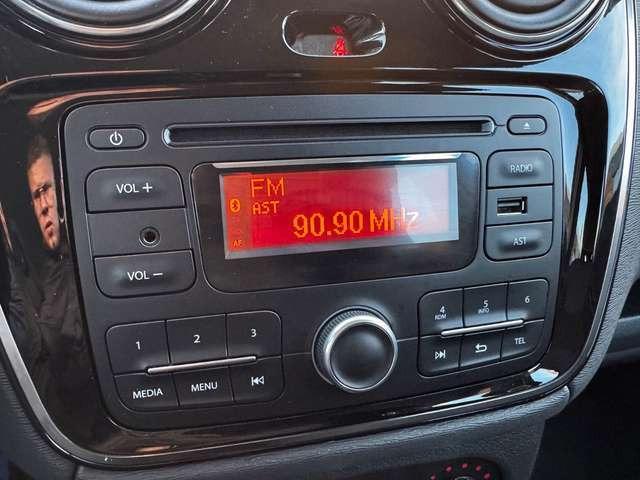 VOL +
VOL −
FM
AST
AF
90.90 MHz
RADIO
AST
1
2
3
MEDIA
MENU
4
RDM
5
INFO
6
TEL